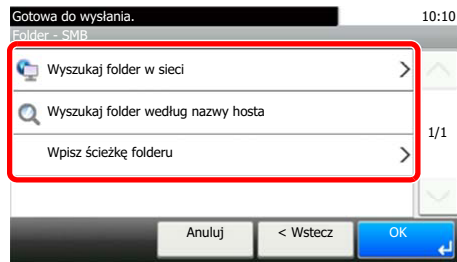 Gotowa do wysłania.
10:10
Folder - SMB
Wyszukaj folder w sieci
Wyszukaj folder według nazwy hosta
1/1
Wpisz ścieżkę folderu
Anuluj
< Wstecz
OK